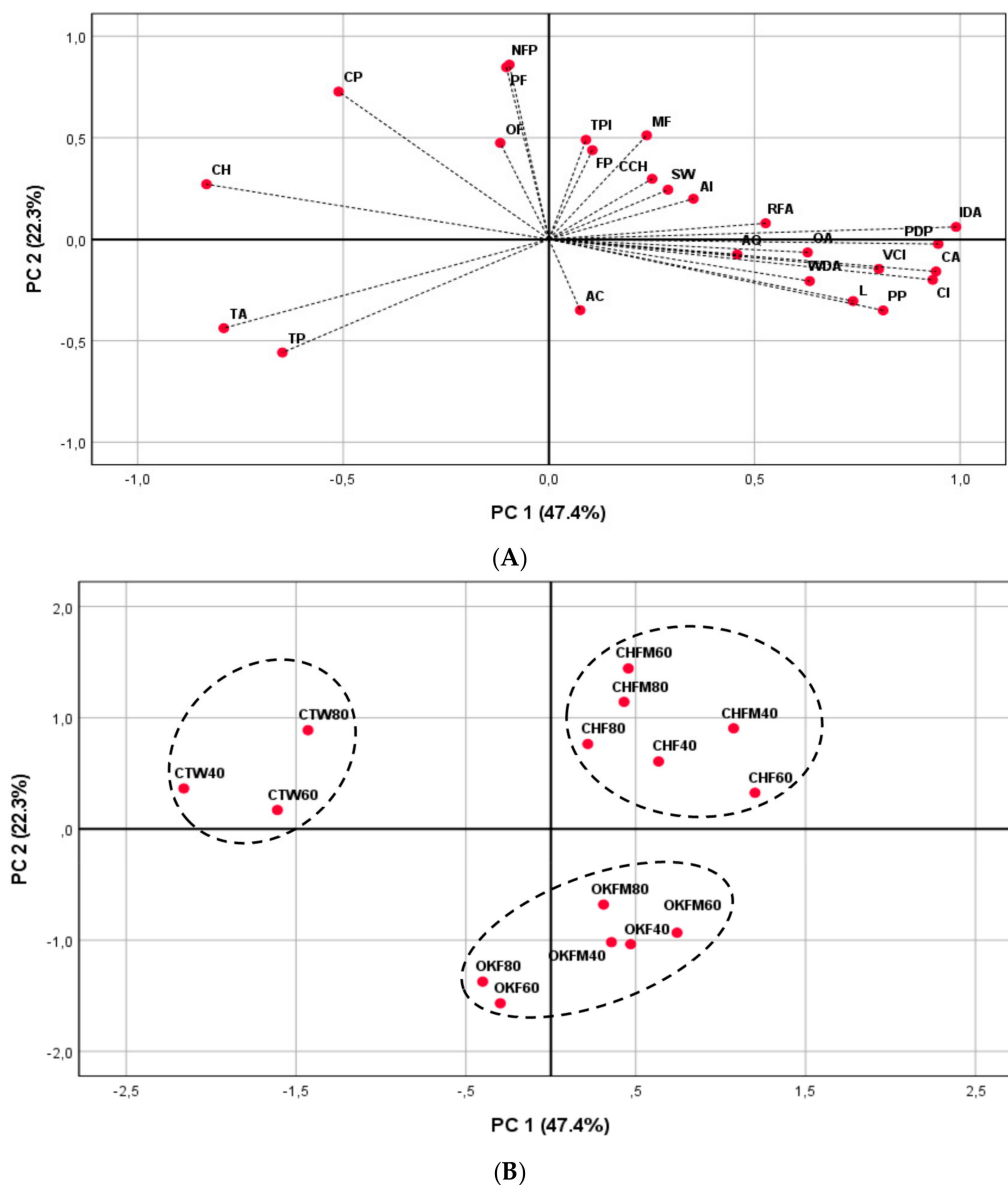 1,0
NFP
CP
PF
0,5
OF
TPI
MF
FP
CCH
SW
CH
AI
RFA
IDA
0,0
AO
OA
PDP
VCI
CA
WDA
L
PP
CI
AC
TA
TP
-0,5
-1,0
PC 2 (22.3%)
-1,0 -0,5 0,0 0,5 1,0
PC 1 (47.4%)
(A)
2,0
CHFM60
CHFM80
CTW80
CHFM40
1,0
CHF80
CHF40
CTW40
CTW60
CHF60
,0
OKFM80
OKFM60
OKF40
-1,0
OKFM40
OKF80
OKF60
-2,0
PC 2 (22.3%)
-2,5 -1,5 -,5 ,5 1,5 2,5
PC 1 (47.4%)
(B)